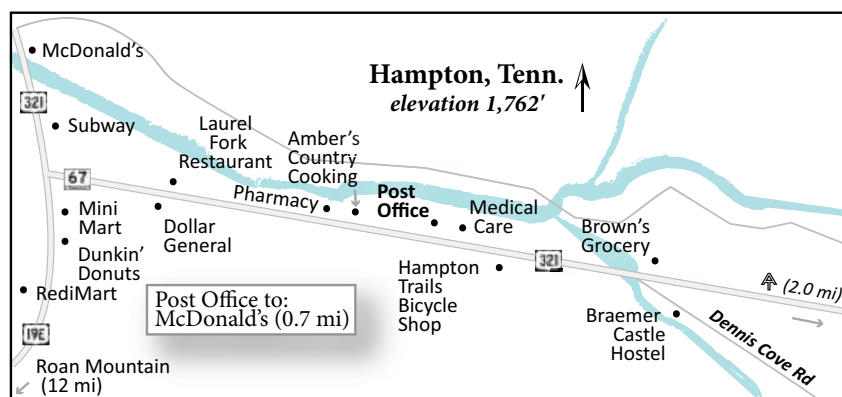 McDonald's
Hampton, Tenn.
elevation 1,762'
321
Subway
Laurel
Fork
Restaurant
Amber's
Country
Cooking
67
Pharmacy
Post
Office
Mini
Mart
Dollar
General
Medical
Care
Brown's
Grocery
Dunkin'
Donuts
Hampton
Trails
Bicycle
Shop
321
(2.0 mi)
RediMart
Post Office to:
McDonald's (0.7 mi)
19E
Braemer
Castle
Hostel
Dennis Cove Rd
Roan Mountain
(12 mi)